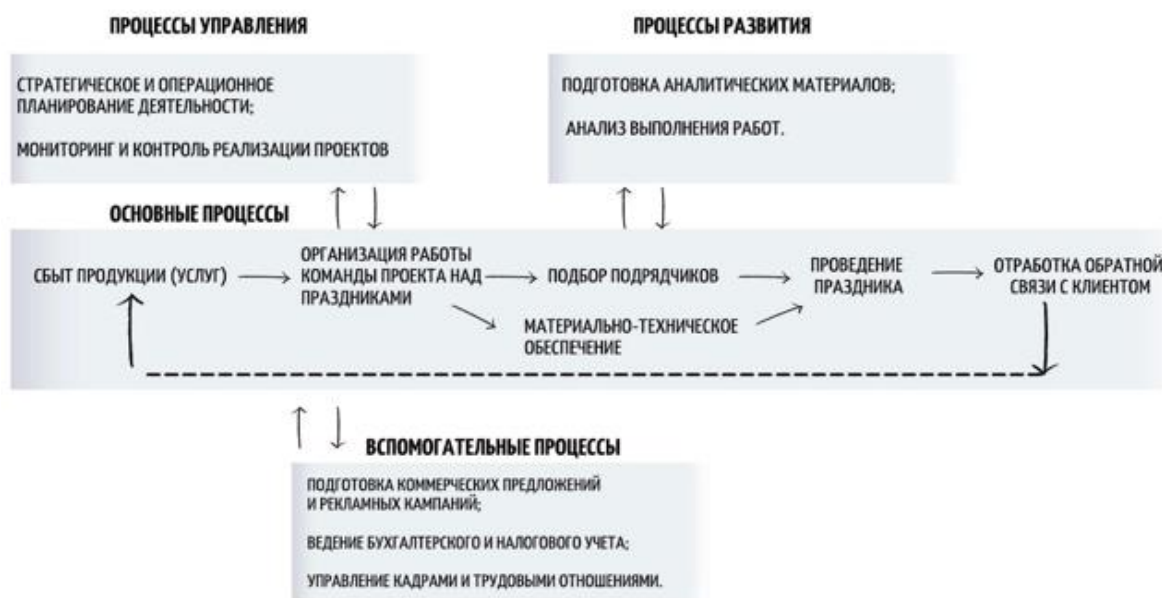 ПРОЦЕССЫ УПРАВЛЕНИЯ
СТРАТЕГИЧЕСКОЕ И ОПЕРАЦИОННОЕ
ПЛАНИРОВАНИЕ ДЕЯТЕЛЬНОСТИ;
МОНИТОРИНГ И КОНТРОЛЬ РЕАЛИЗАЦИИ ПРОЕКТОВ
ПРОЦЕССЫ РАЗВИТИЯ
ПОДГОТОВКА АНАЛИТИЧЕСКИХ МАТЕРИАЛОВ;
АНАЛИЗ ВЫПОЛНЕНИЯ РАБОТ.
ОСНОВНЫЕ ПРОЦЕССЫ
СБЫТ ПРОДУКЦИИ (УСЛУГ)
ОРГАНИЗАЦИЯ РАБОТЫ
КОМАНДЫ ПРОЕКТА НАД
ПРАЗДНИКАМИ
ПОДБОР ПОДРЯДЧИКОВ
МАТЕРИАЛЬНО-ТЕХНИЧЕСКОЕ
ОБЕСПЕЧЕНИЕ
ПРОВЕДЕНИЕ
ПРАЗДНИКА
ОТРАБОТКА ОБРАТНОЙ
СВЯЗИ С КЛИЕНТОМ
ВСПОМОГАТЕЛЬНЫЕ ПРОЦЕССЫ
ПОДГОТОВКА КОММЕРЧЕСКИХ ПРЕДЛОЖЕНИЙ
И РЕКЛАМНЫХ КАМПАНИЙ;
ВЕДЕНИЕ БУХГАЛТЕРСКОГО И НАЛОГОВОГО УЧЕТА;
УПРАВЛЕНИЕ КАДРАМИ И ТРУДОВЫМИ ОТНОШЕНИЯМИ.